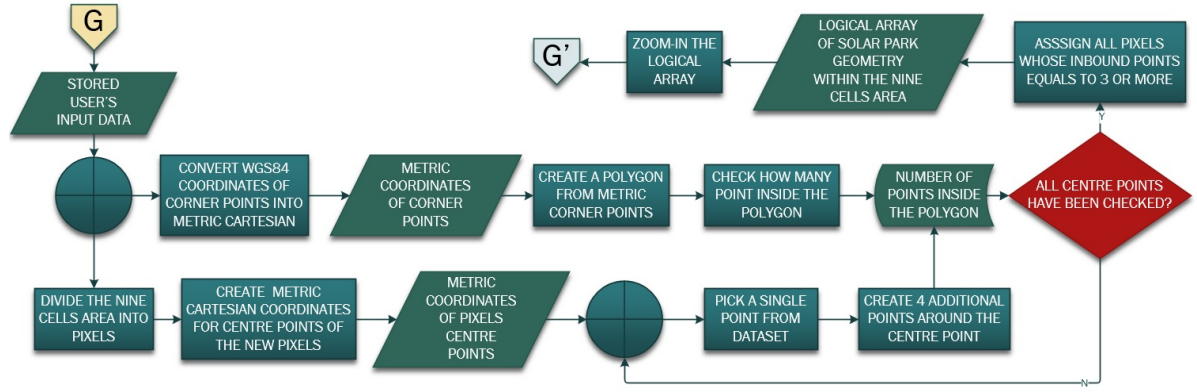 G
STORED
USER'S
INPUT DATA
CONVERT WGS84
COORDINATES OF
CORNER POINTS INTO
METRIC CARTESIAN
METRIC
COORDINATES
OF CORNER
POINTS
CREATE A POLYGON
FROM METRIC
CORNER POINTS
CHECK HOW MANY
POINT INSIDE THE
POLYGON
NUMBER OF
POINTS INSIDE
THE POLYGON
ALL CENTRE POINTS
HAVE BEEN CHECKED?
Y
ASSSIGN ALL PIXELS
WHOSE INBOUND POINTS
EQUALS TO 3 OR MORE
LOGICAL ARRAY
OF SOLAR PARK
GEOMETRY
WITHIN THE NINE
CELLS AREA
ZOOM-IN THE
LOGICAL
ARRAY
G'
DIVIDE THE NINE
CELLS AREA INTO
PIXELS
CREATE METRIC
CARTESIAN COORDINATES
FOR CENTRE POINTS OF
THE NEW PIXELS
METRIC
COORDINATES
OF PIXELS
CENTRE
POINTS
PICK A SINGLE
POINT FROM
DATASET
CREATE 4 ADDITIONAL
POINTS AROUND THE
CENTRE POINT
N